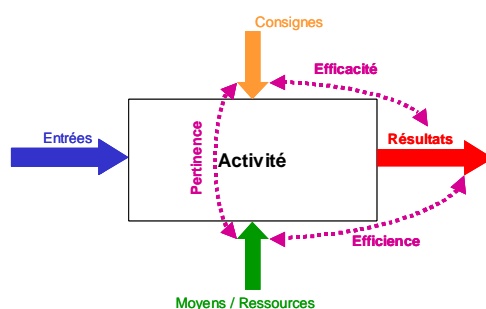 Consignes
Efficacité
Entrées
Résultats
Pertinence
Activité
Efficience
Moyens / Ressources